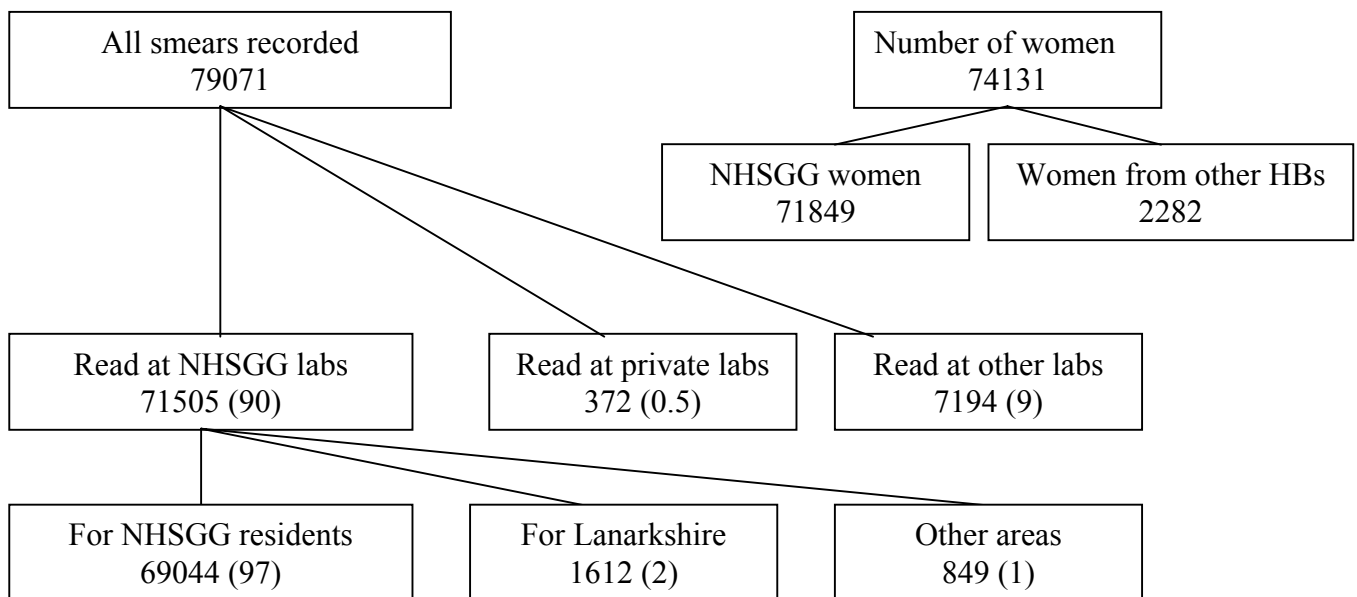 All smears recorded
79071
Number of women
74131
NHSGG women
71849
Women from other HBs
2282
Read at NHSGG labs
71505 (90)
Read at private labs
372 (0.5)
Read at other labs
7194 (9)
For NHSGG residents
69044 (97)
For Lanarkshire
1612 (2)
Other areas
849 (1)